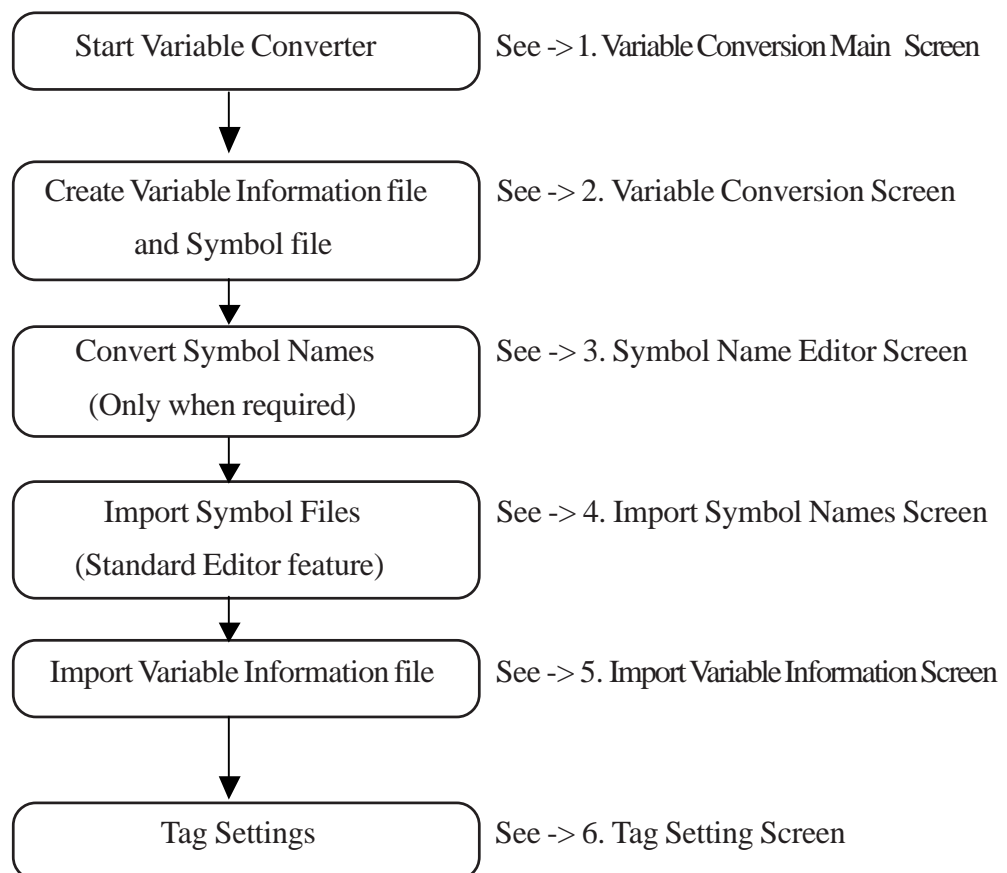 Start Variable Converter See -> 1. Variable Conversion Main Screen
Create Variable Information file See -> 2. Variable Conversion Screen
and Symbol file
Convert Symbol Names See -> 3. Symbol Name Editor Screen
(Only when required)
Import Symbol Files See -> 4. Import Symbol Names Screen
(Standard Editor feature)
Import Variable Information file See -> 5. Import Variable Information Screen
Tag Settings See -> 6. Tag Setting Screen